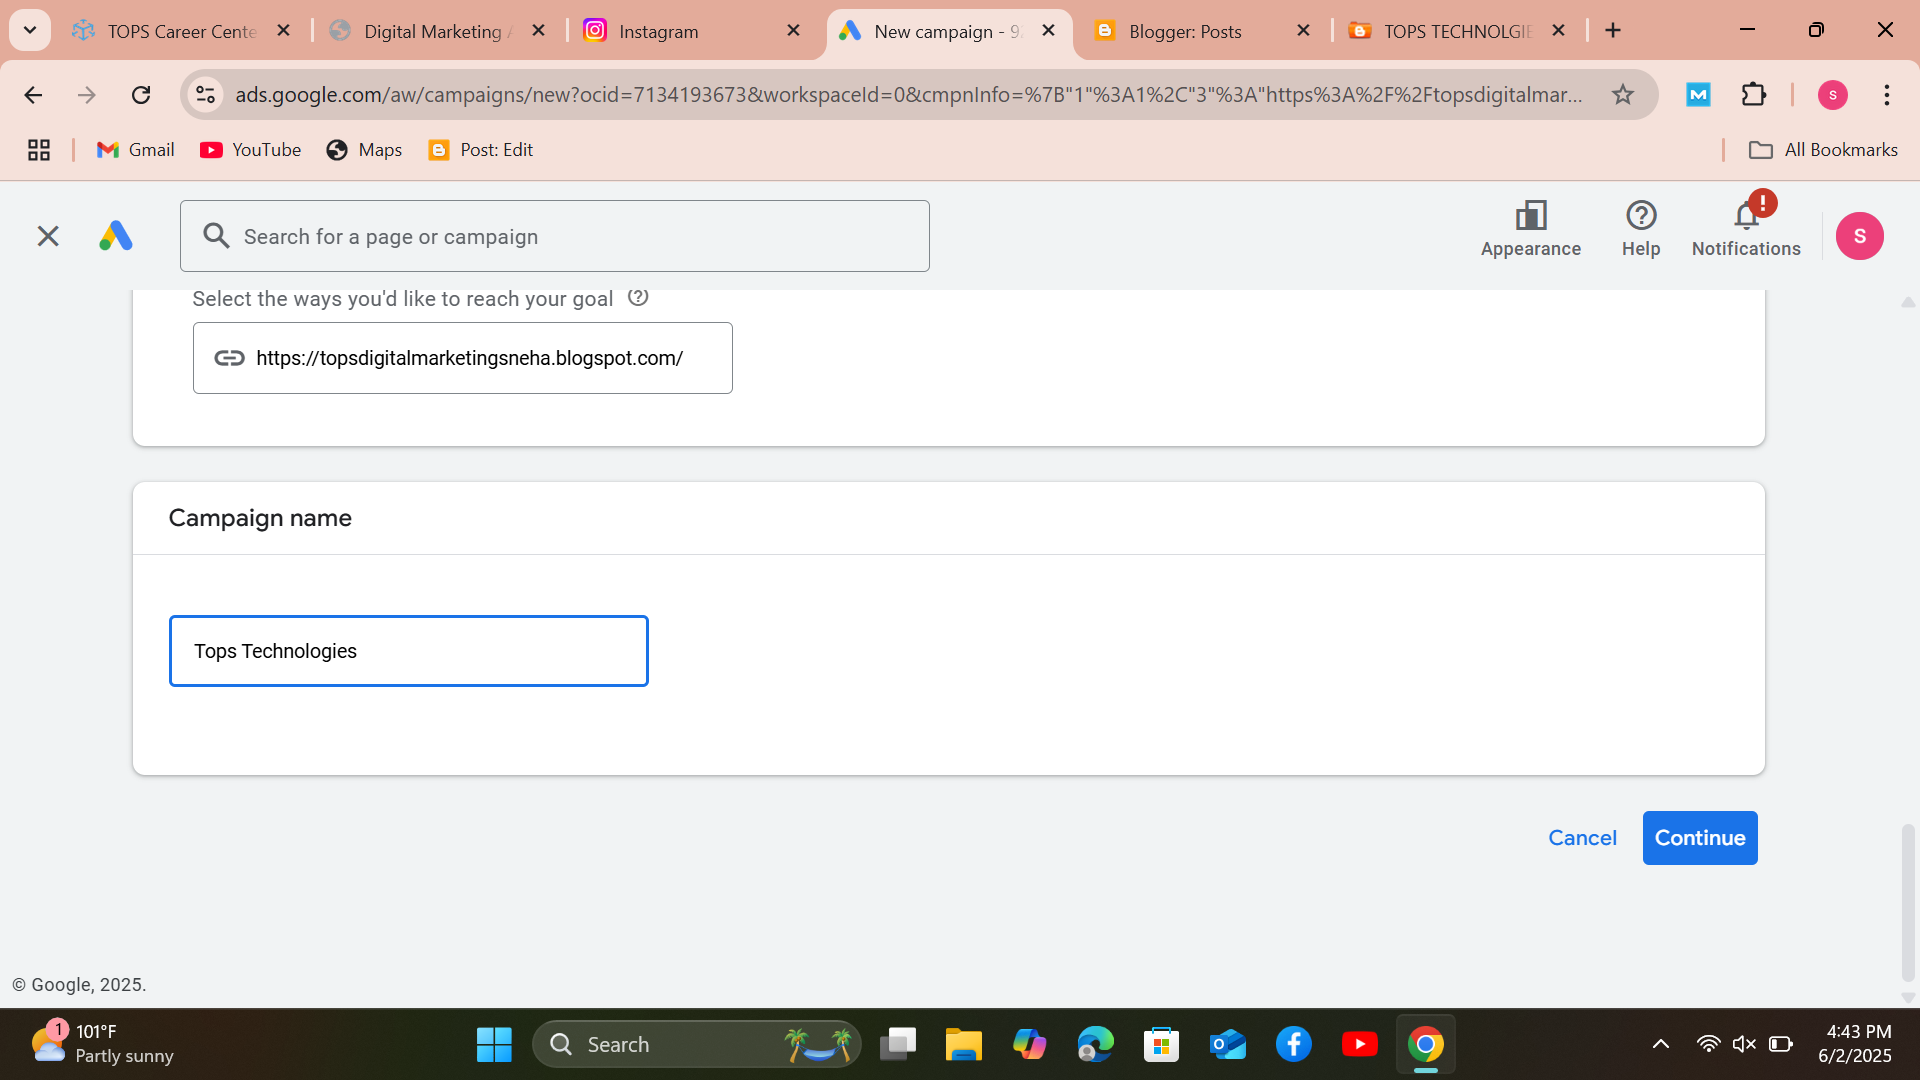 TOPS Career Cente
Digital Marketing
Instagram
New campaign - 9
Blogger: Posts
TOPS TECHNOLGIE
ads.google.com/aw/campaigns/new?ocid=7134193673&workspaceId=0&cmpnInfo=%7B"1"%3A1%2C"3"%3A"https%3A%2F%2Ftopsdigitalmar...
M
s
Gmail
YouTube
Maps
Post: Edit
All Bookmarks
Search for a page or campaign
Appearance
Help
!
Notifications
S
Select the ways you'd like to reach your goal
https://topsdigitalmarketingsneha.blogspot.com/
Campaign name
Tops Technologies
Cancel
Continue
© Google, 2025.
1
101°F
Partly sunny
Search
4:43 PM
6/2/2025